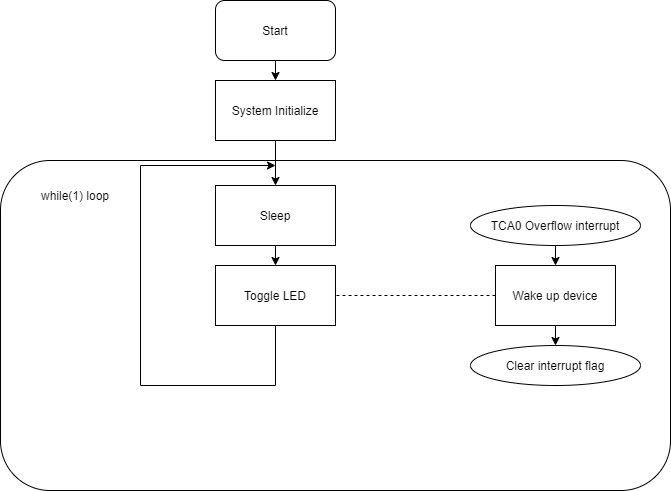 Start
System Initialize
while(1) loop
Sleep
TCA0 Overflow interrupt
Toggle LED
Wake up device
Clear interrupt flag